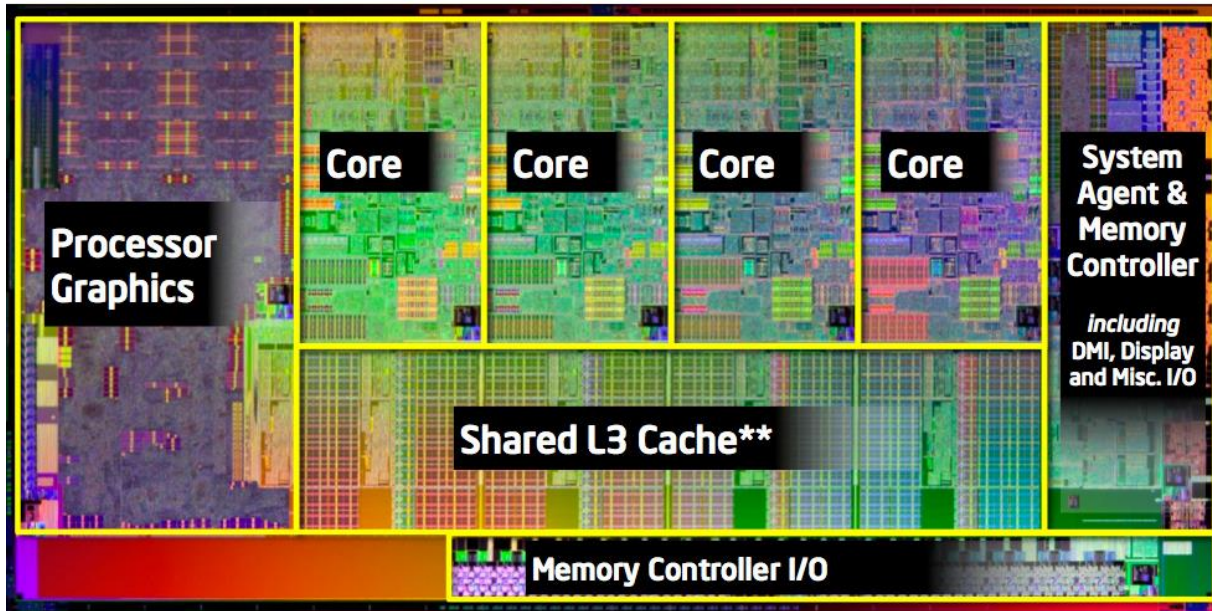 Processor
Graphics
Core
Core
Core
Core
System
Agent &
Memory
Controller
including
DMI, Display
and Misc. I/O
Shared L3 Cache**
Memory Controller I/O